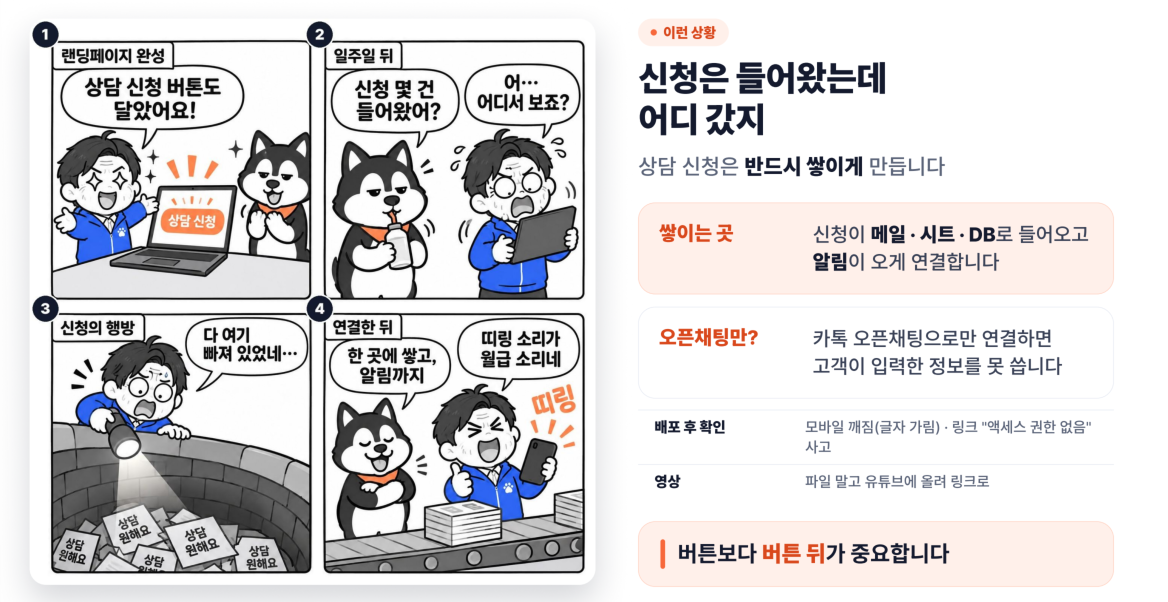 1
랜딩페이지 완성
상담 신청 버튼도
달았어요!
상담 신청
2
일주일 뒤
신청 몇 건
들어왔어?
어…
어디서 보죠?
3
신청의 행방
다 여기
빠져 있었네…
상담
원해요
상담
원해요
상담
원해요
상담
원해요
상담
원해요
4
연결한 뒤
한 곳에 쌓고,
알림까지
띠링 소리가
월급 소리네
띠링
이런 상황
신청은 들어왔는데
어디 갔지
상담 신청은 반드시 쌓이게 만듭니다
쌓이는 곳
신청이 메일 · 시트 · DB로 들어오고
알림이 오게 연결합니다
오픈채팅만?
카톡 오픈채팅으로만 연결하면
고객이 입력한 정보를 못 씁니다
배포 후 확인
모바일 깨짐(글자 가림) · 링크 "액세스 권한 없음"
사고
영상
파일 말고 유튜브에 올려 링크로
버튼보다 버튼 뒤가 중요합니다